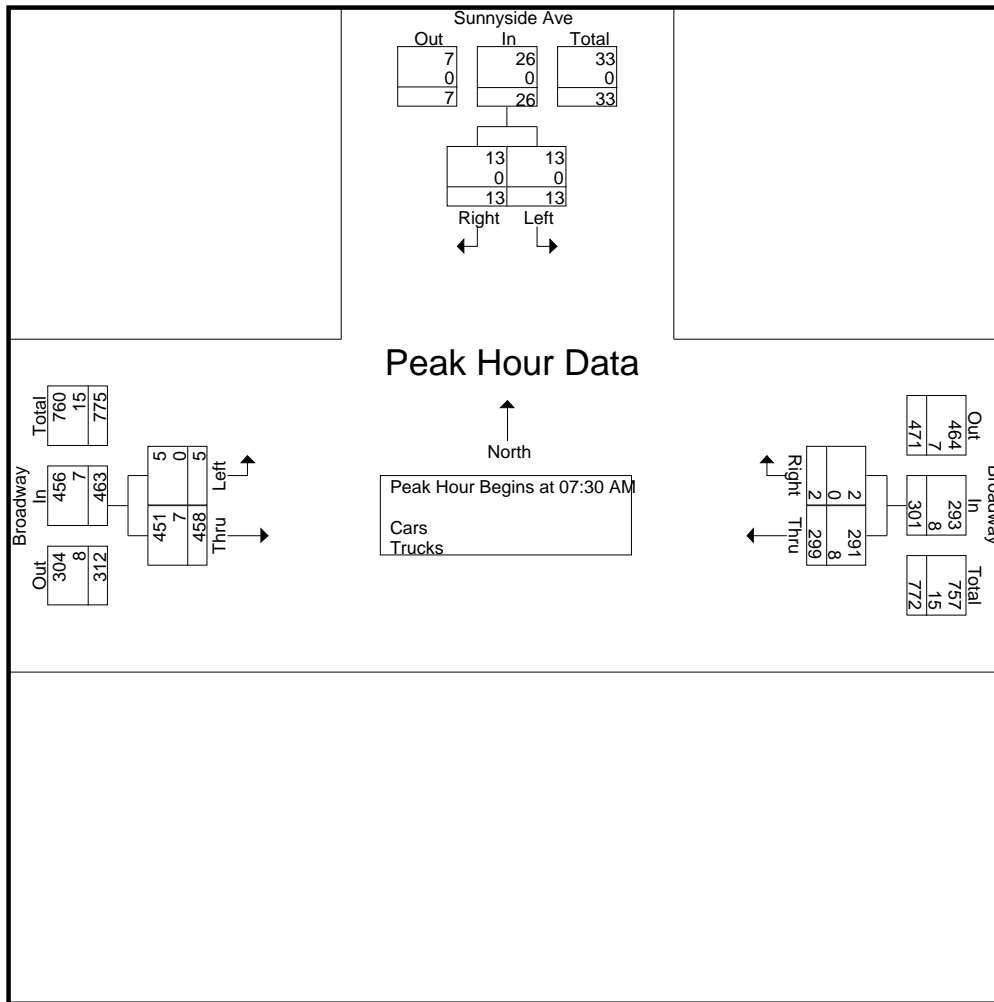 Sunnyside Ave
Out In Total
7 26 33
0 0 0
7 26 33
13 13
0 0
13 13
Right Left
Peak Hour Data
North
Peak Hour Begins at 07:30 AM
Cars
Trucks
Broadway
Out In Total
304 456 760
8 7 15
312 463 775
Thru Left
451 5
7 0
458 5
Broadway
Out In Total
464 293 757
7 8 15
471 301 772
Right Thru
2 291
0 8
2 299